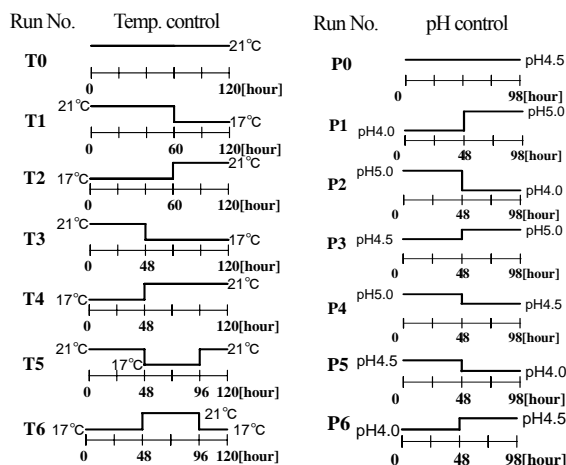 Run No. Temp. control
T0 21°C
0 120[hour]
T1 21°C 17°C
0 60 120[hour]
T2 17°C 21°C
0 60 120[hour]
T3 21°C 17°C
0 48 120[hour]
T4 17°C 21°C
0 48 120[hour]
T5 21°C 17°C 21°C
0 48 96 120[hour]
T6 17°C 21°C 17°C
0 48 96 120[hour]
Run No. pH control
P0 pH4.5
0 98[hour]
P1 pH4.0 pH5.0
0 48 98[hour]
P2 pH5.0 pH4.0
0 48 98[hour]
P3 pH4.5 pH5.0
0 48 98[hour]
P4 pH5.0 pH4.5
0 48 98[hour]
P5 pH4.5 pH4.0
0 48 98[hour]
P6 pH4.0 pH4.5
0 48 98[hour]